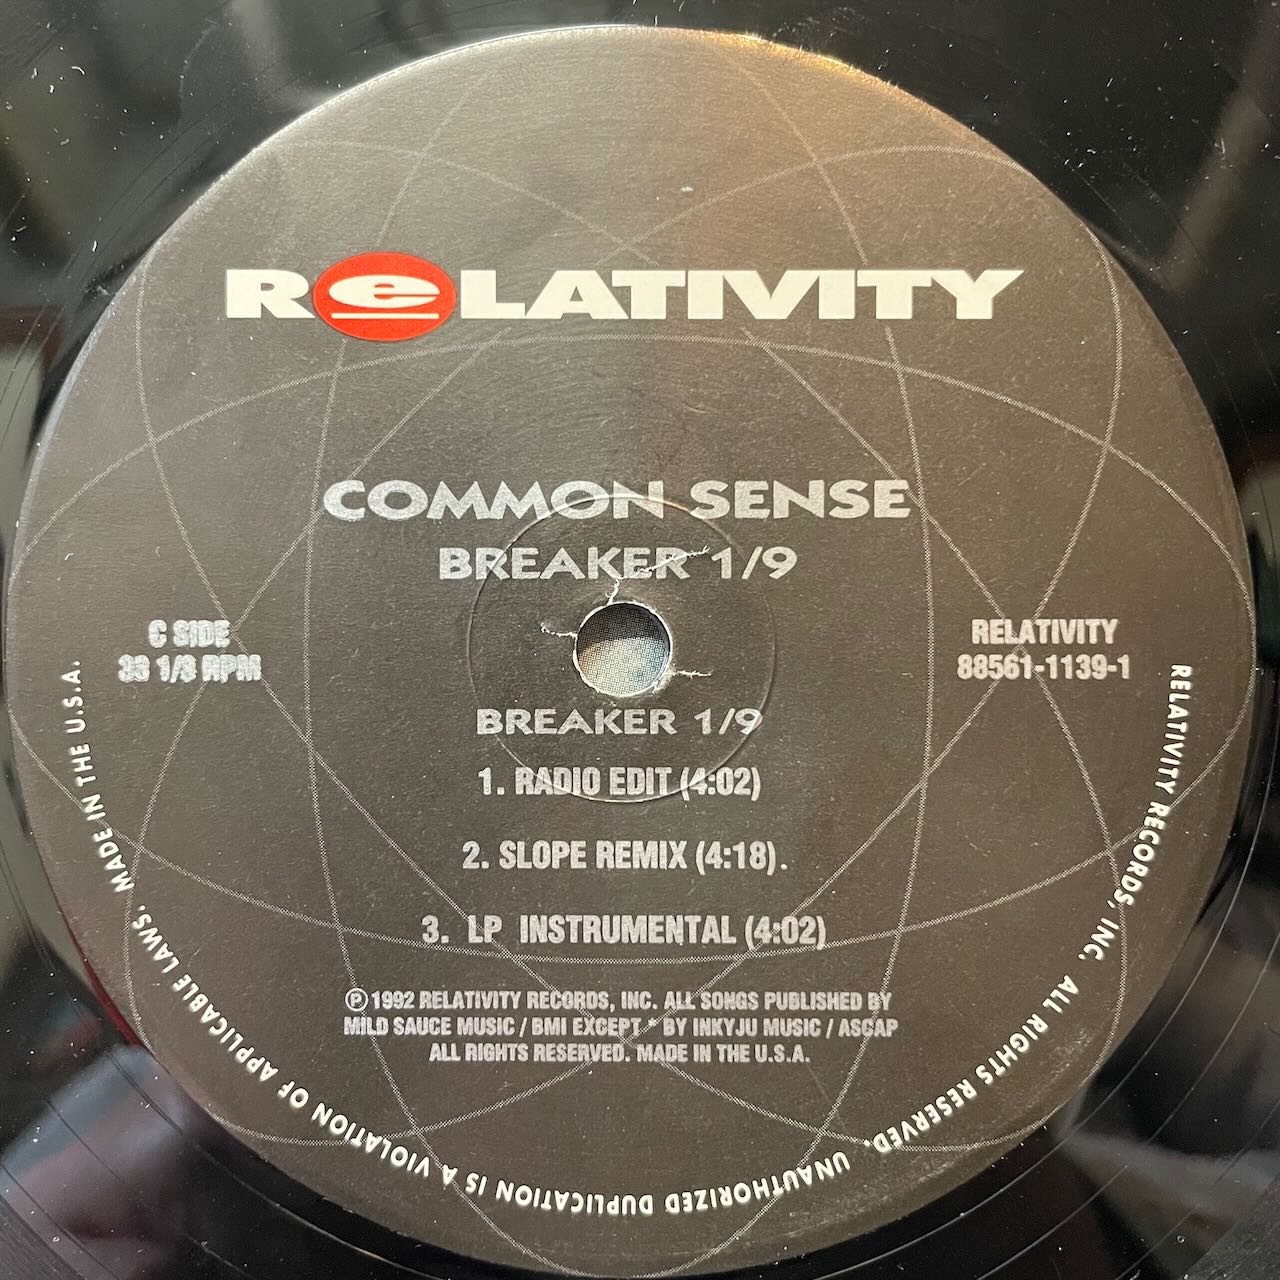 ReLATIVITY
COMMON SENSE
BREAKER 1/9
C SIDE
33 1/3 RPM
RELATIVITY
88561-1139-1
BREAKER 1/9
1. RADIO EDIT (4:02)
2. SLOPE REMIX (4:18).
3. LP INSTRUMENTAL (4:02)
℗ 1992 RELATIVITY RECORDS, INC. ALL SONGS PUBLISHED BY
MILD SAUCE MUSIC / BMI EXCEPT * BY INKYJU MUSIC / ASCAP
ALL RIGHTS RESERVED. MADE IN THE U.S.A.
RELATIVITY RECORDS, INC. ALL RIGHTS RESERVED. UNAUTHORIZED DUPLICATION IS A VIOLATION OF APPLICABLE LAWS. MADE IN THE U.S.A.